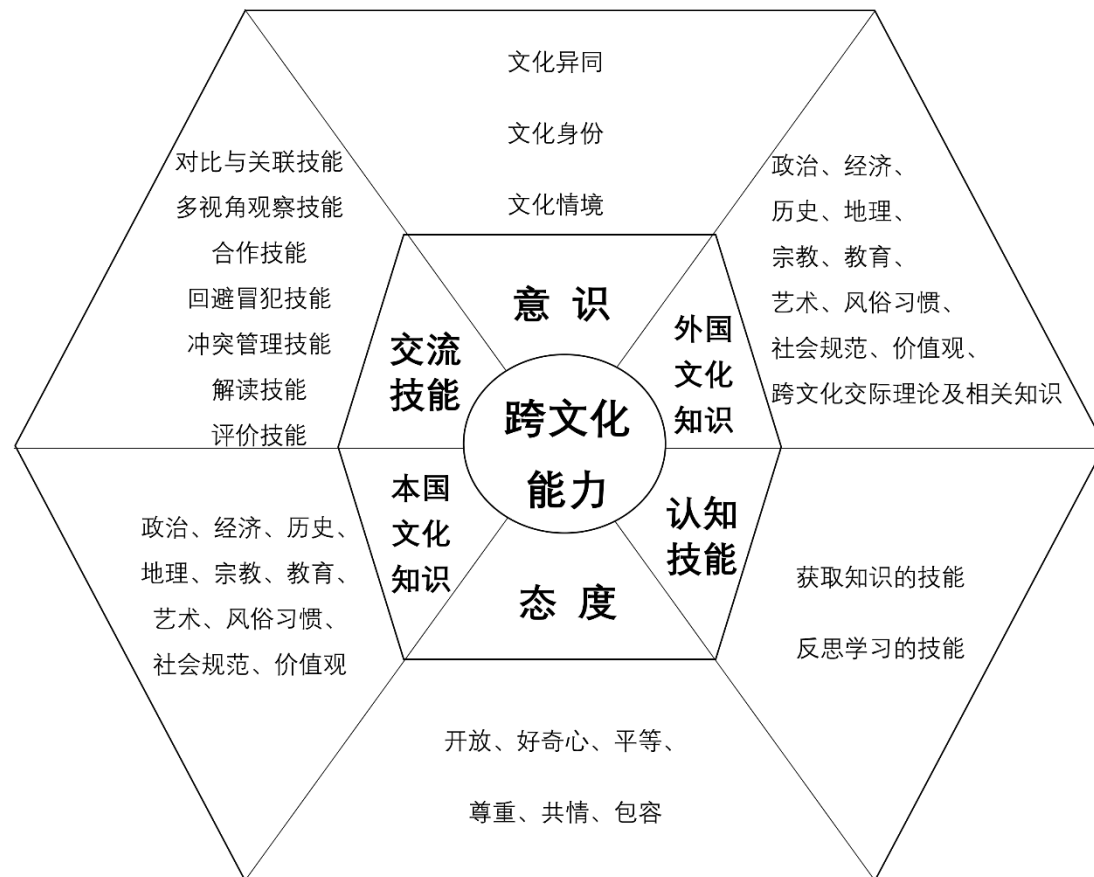 文化异同
文化身份
文化情境
意 识
对比与关联技能
多视角观察技能
合作技能
回避冒犯技能
冲突管理技能
解读技能
评价技能
交流
技能
政治、经济、
历史、地理、
宗教、教育、
艺术、风俗习惯、
社会规范、价值观、
跨文化交际理论及相关知识
外国
文化
知识
跨文化
能力
政治、经济、历史、
地理、宗教、教育、
艺术、风俗习惯、
社会规范、价值观
本国
文化
知识
认知
技能
获取知识的技能
反思学习的技能
态 度
开放、好奇心、平等、
尊重、共情、包容